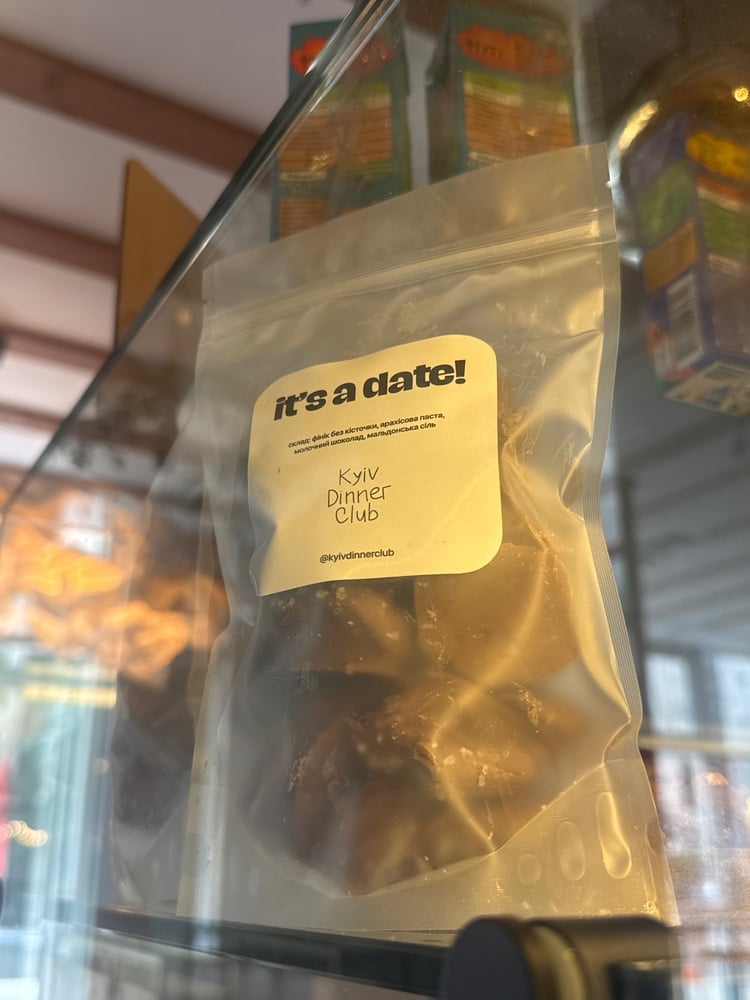 it's a date!
склад: фінік без кісточки, арахісова паста,
молочний шоколад, мальдонська сіль
Kyiv
Dinner
Club
@kyivdinnerclub